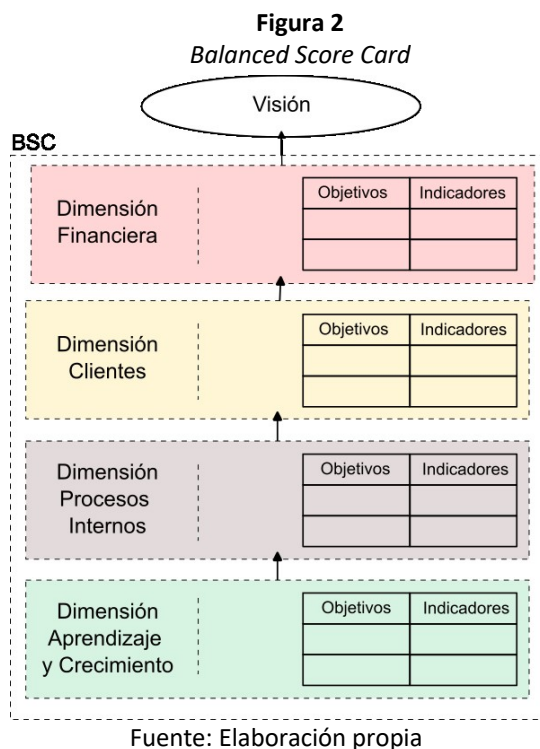 Figura 2
Balanced Score Card
Visión
BSC
Dimensión
Financiera
Objetivos Indicadores
Dimensión
Clientes
Objetivos Indicadores
Dimensión
Procesos
Internos
Objetivos Indicadores
Dimensión
Aprendizaje
y Crecimiento
Objetivos Indicadores
Fuente: Elaboración propia